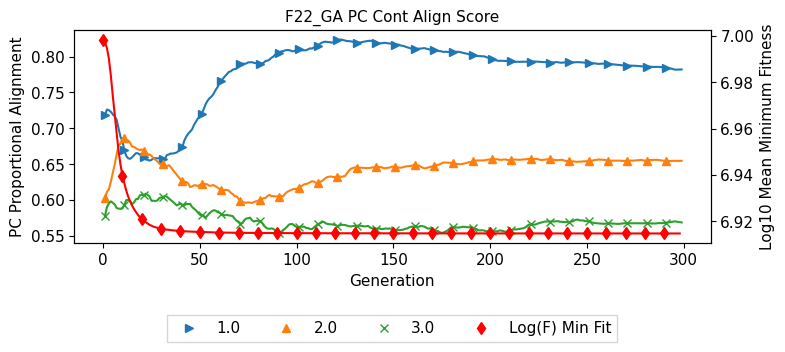 F22_GA PC Cont Align Score
PC Proportional Alignment
0.80
0.75
0.70
0.65
0.60
0.55
7.00
6.98
6.96
6.94
6.92
Log10 Mean Minimum Fitness
0 50 100 150 200 250 300
Generation
1.0 2.0 3.0 Log(F) Min Fit